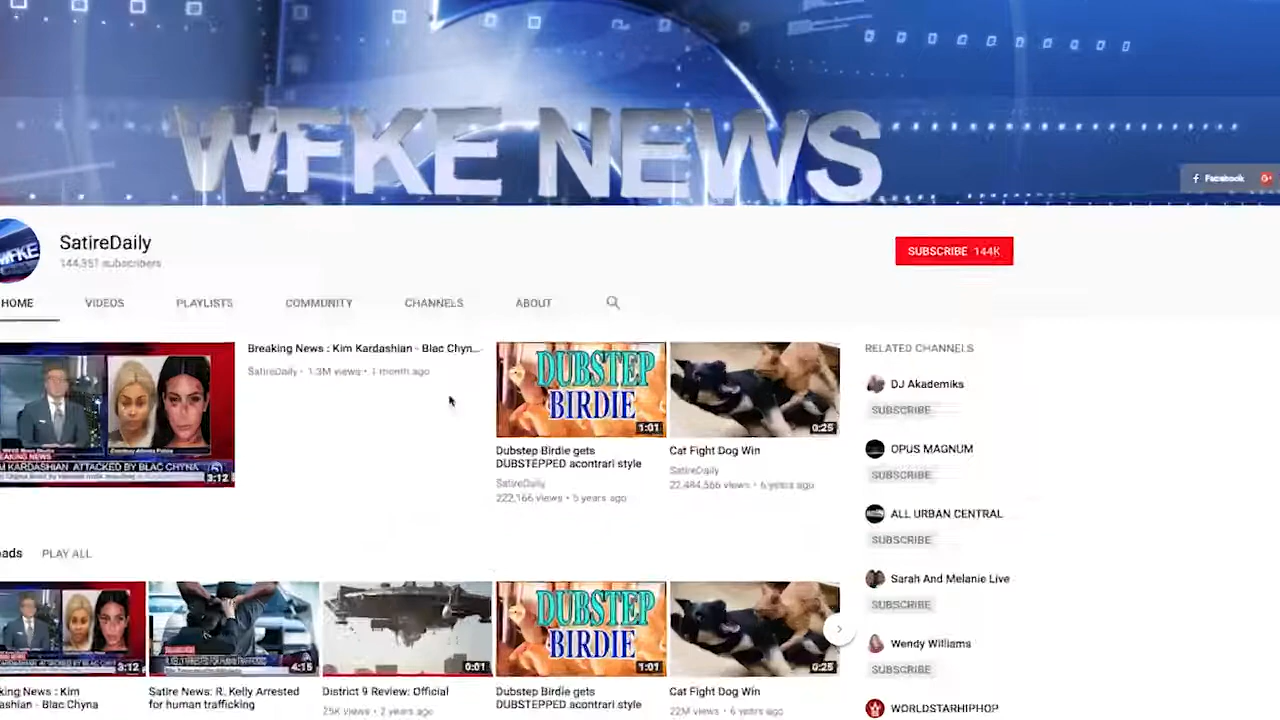 WFKE NEWS
Facebook
G+
WFKE
SatireDaily
144,351 subscribers
SUBSCRIBE 144K
HOME
VIDEOS
PLAYLISTS
COMMUNITY
CHANNELS
ABOUT
M KARDASHIAN ATTACKED BY BLAC CHYNA
3:12
Breaking News : Kim Kardashian - Blac Chyn...
SatireDaily • 1.3M views • 1 month ago
DUBSTEP
BIRDIE
1:01
Dubstep Birdie gets
DUBSTEPPED acontrari style
SatireDaily
222,166 views • 5 years ago
0:25
Cat Fight Dog Win
SatireDaily
22,484,566 views • 6 years ago
RELATED CHANNELS
DJ Akademiks
SUBSCRIBE
OPUS MAGNUM
SUBSCRIBE
ALL URBAN CENTRAL
SUBSCRIBE
Sarah And Melanie Live
SUBSCRIBE
Wendy Williams
SUBSCRIBE
WORLDSTARHIPHOP
ads PLAY ALL
3:12
king News : Kim
ashian - Blac Chyna
4:15
Satire News: R. Kelly Arrested
for human trafficking
0:01
District 9 Review: Official
25K views • 2 years ago
DUBSTEP
BIRDIE
1:01
Dubstep Birdie gets
DUBSTEPPED acontrari style
0:25
Cat Fight Dog Win
22M views • 6 years ago